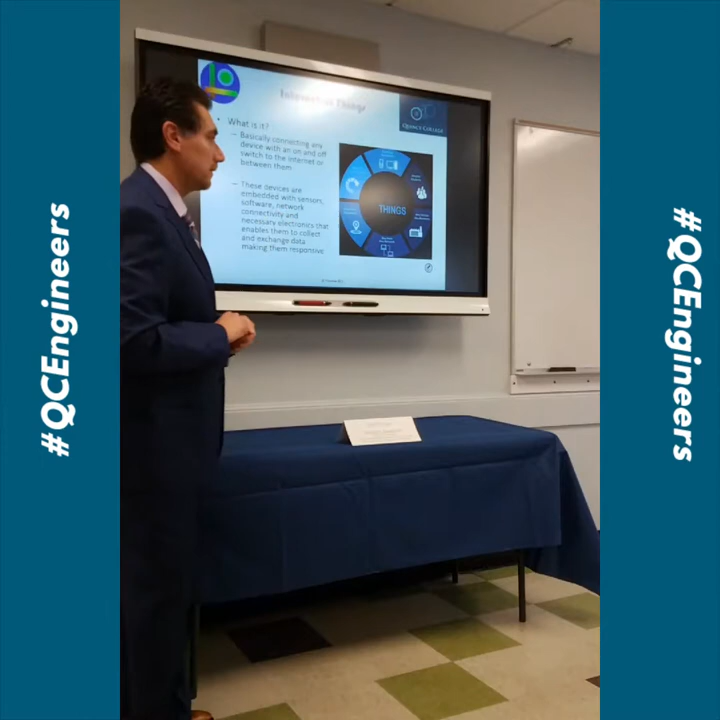 #QCEngineers
Internet of Things
QUINCY COLLEGE
• What is it?
– Basically connecting any
device with an on and off
switch to the internet or
between them
– These devices are
embedded with sensors,
software, network
connectivity and
necessary electronics that
enables them to collect
and exchange data
making them responsive
THINGS
#QCEngineers